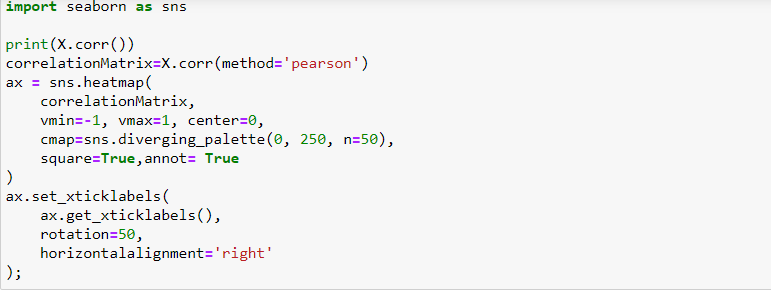 import seaborn as sns
print(X.corr())
correlationMatrix=X.corr(method='pearson')
ax = sns.heatmap(
    correlationMatrix,
    vmin=-1, vmax=1, center=0,
    cmap=sns.diverging_palette(0, 250, n=50),
    square=True,annot= True
)
ax.set_xticklabels(
    ax.get_xticklabels(),
    rotation=50,
    horizontalalignment='right'
);